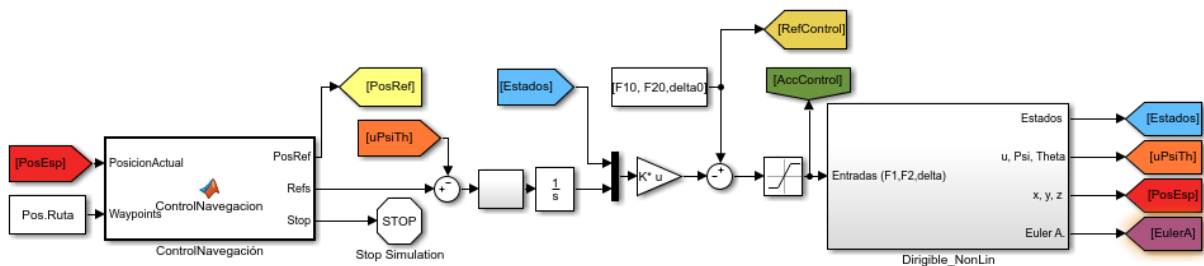 [RefControl]
[PosRef]
[Estados]
[F10, F20,delta0]
[AccControl]
[uPsiTh]
Estados
[Estados]
[PosEsp]
PosicionActual
PosRef
u, Psi, Theta
[uPsiTh]
ControlNavegacion
Refs
1
s
K* u
Entradas (F1,F2,delta)
x, y, z
[PosEsp]
Pos.Ruta
Waypoints
Stop
STOP
Euler A.
[EulerA]
ControlNavegación
Stop Simulation
Dirigible_NonLin